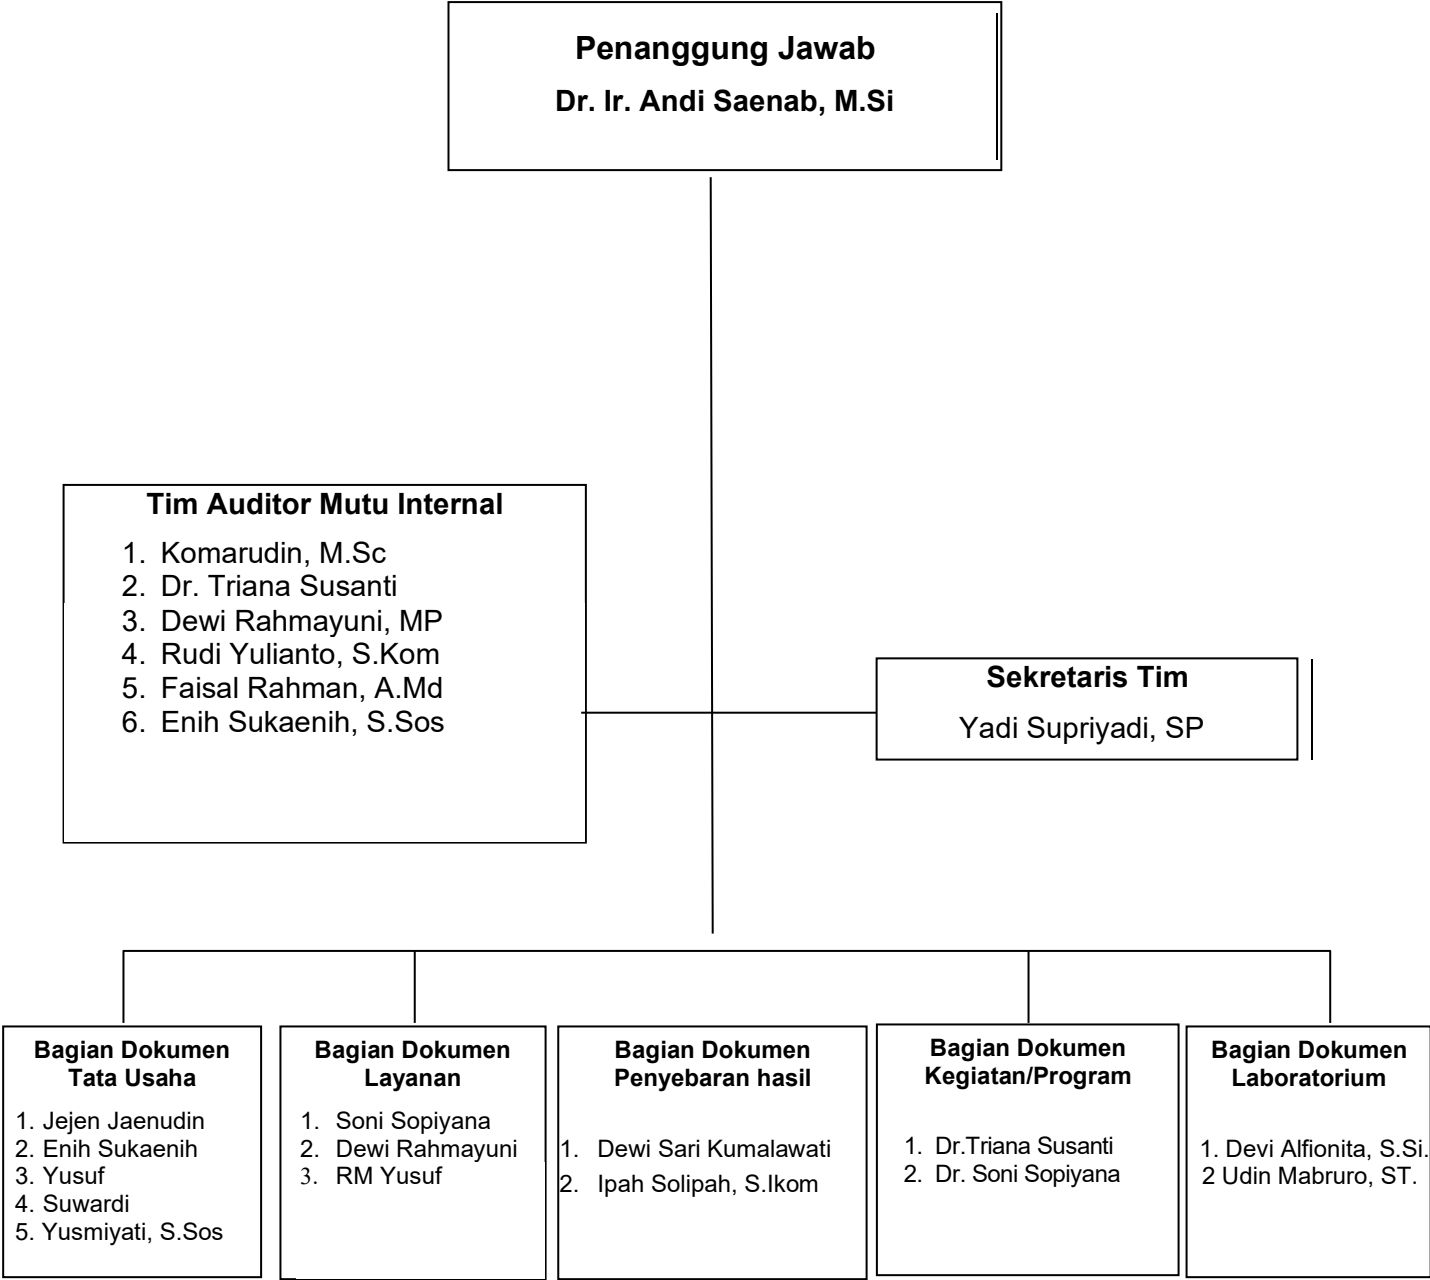 Penanggung Jawab
Dr. Ir. Andi Saenab, M.Si
Tim Auditor Mutu Internal
1. Komarudin, M.Sc
2. Dr. Triana Susanti
3. Dewi Rahmayuni, MP
4. Rudi Yulianto, S.Kom
5. Faisal Rahman, A.Md
6. Enih Sukaenih, S.Sos
Sekretaris Tim
Yadi Supriyadi, SP
Bagian Dokumen
Tata Usaha
1. Jejen Jaenudin
2. Enih Sukaenih
3. Yusuf
4. Suwardi
5. Yusmiyati, S.Sos
Bagian Dokumen
Layanan
1. Soni Sopiyana
2. Dewi Rahmayuni
3. RM Yusuf
Bagian Dokumen
Penyebaran hasil
1. Dewi Sari Kumalawati
2. Ipah Solipah, S.Ikom
Bagian Dokumen
Kegiatan/Program
1. Dr.Triana Susanti
2. Dr. Soni Sopiyana
Bagian Dokumen
Laboratorium
1. Devi Alfionita, S.Si.
2 Udin Mabruro, ST.